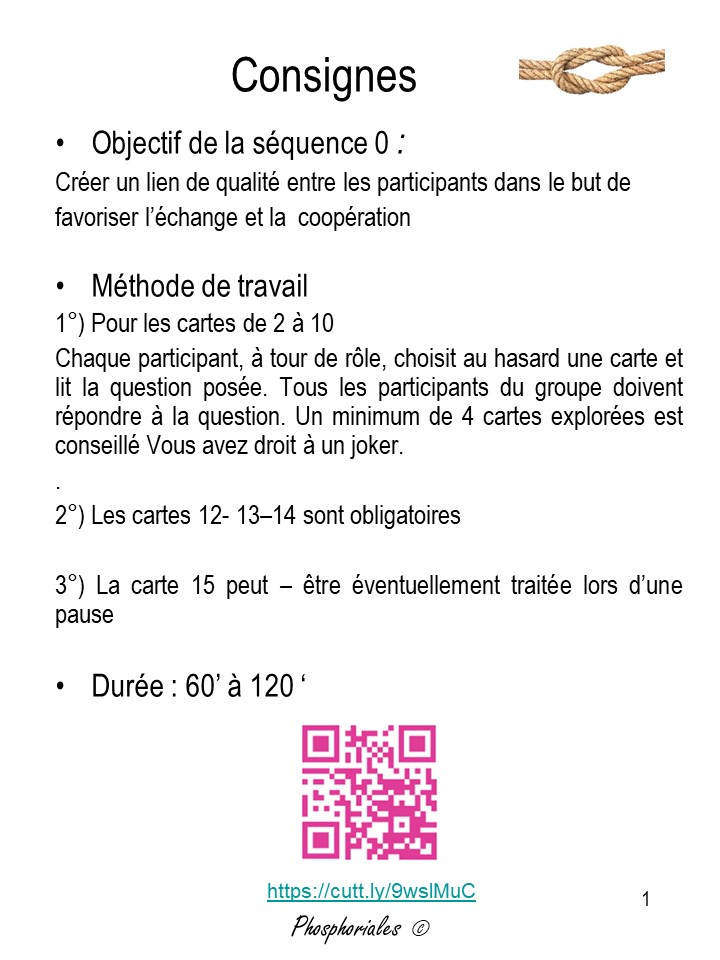 Consignes
• Objectif de la séquence 0 :
Créer un lien de qualité entre les participants dans le but de
favoriser l’échange et la coopération
• Méthode de travail
1°) Pour les cartes de 2 à 10
Chaque participant, à tour de rôle, choisit au hasard une carte et
lit la question posée. Tous les participants du groupe doivent
répondre à la question. Un minimum de 4 cartes explorées est
conseillé Vous avez droit à un joker.
.
2°) Les cartes 12- 13–14 sont obligatoires
3°) La carte 15 peut – être éventuellement traitée lors d’une
pause
• Durée : 60’ à 120 ‘
https://cutt.ly/9wslMuC
1
Phosphoriales ©